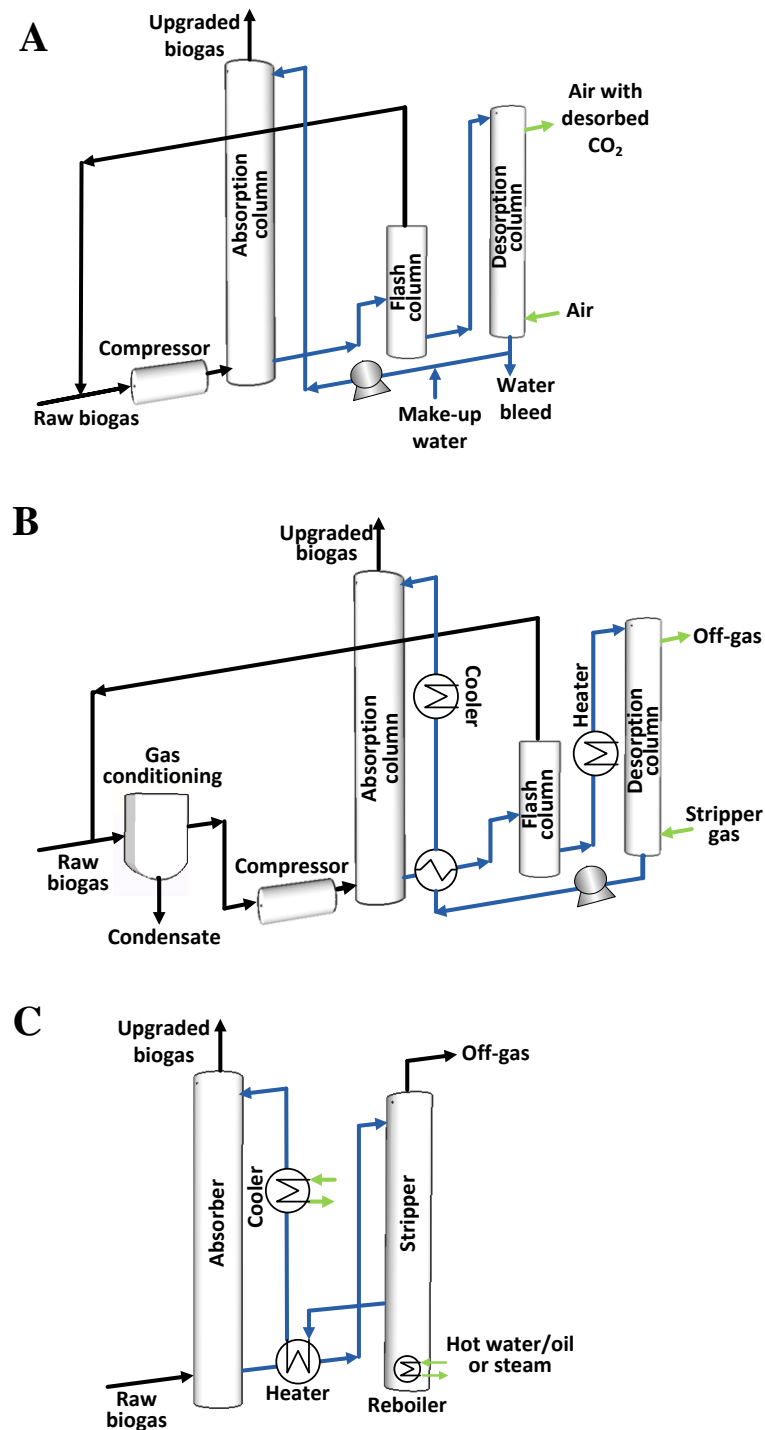 A
Upgraded
biogas
Absorption
column
Air with
desorbed
CO₂
Desorption
column
Flash
column
Air
Compressor
Raw biogas
Water
bleed
Make-up
water
B
Upgraded
biogas
Off-gas
Absorption
column
Cooler
Heater
Desorption
column
Gas
conditioning
Flash
column
Stripper
gas
Raw
biogas
Compressor
Condensate
C
Upgraded
biogas
Off-gas
Absorber
Cooler
Stripper
Hot water/oil
or steam
Raw
biogas
Heater
Reboiler